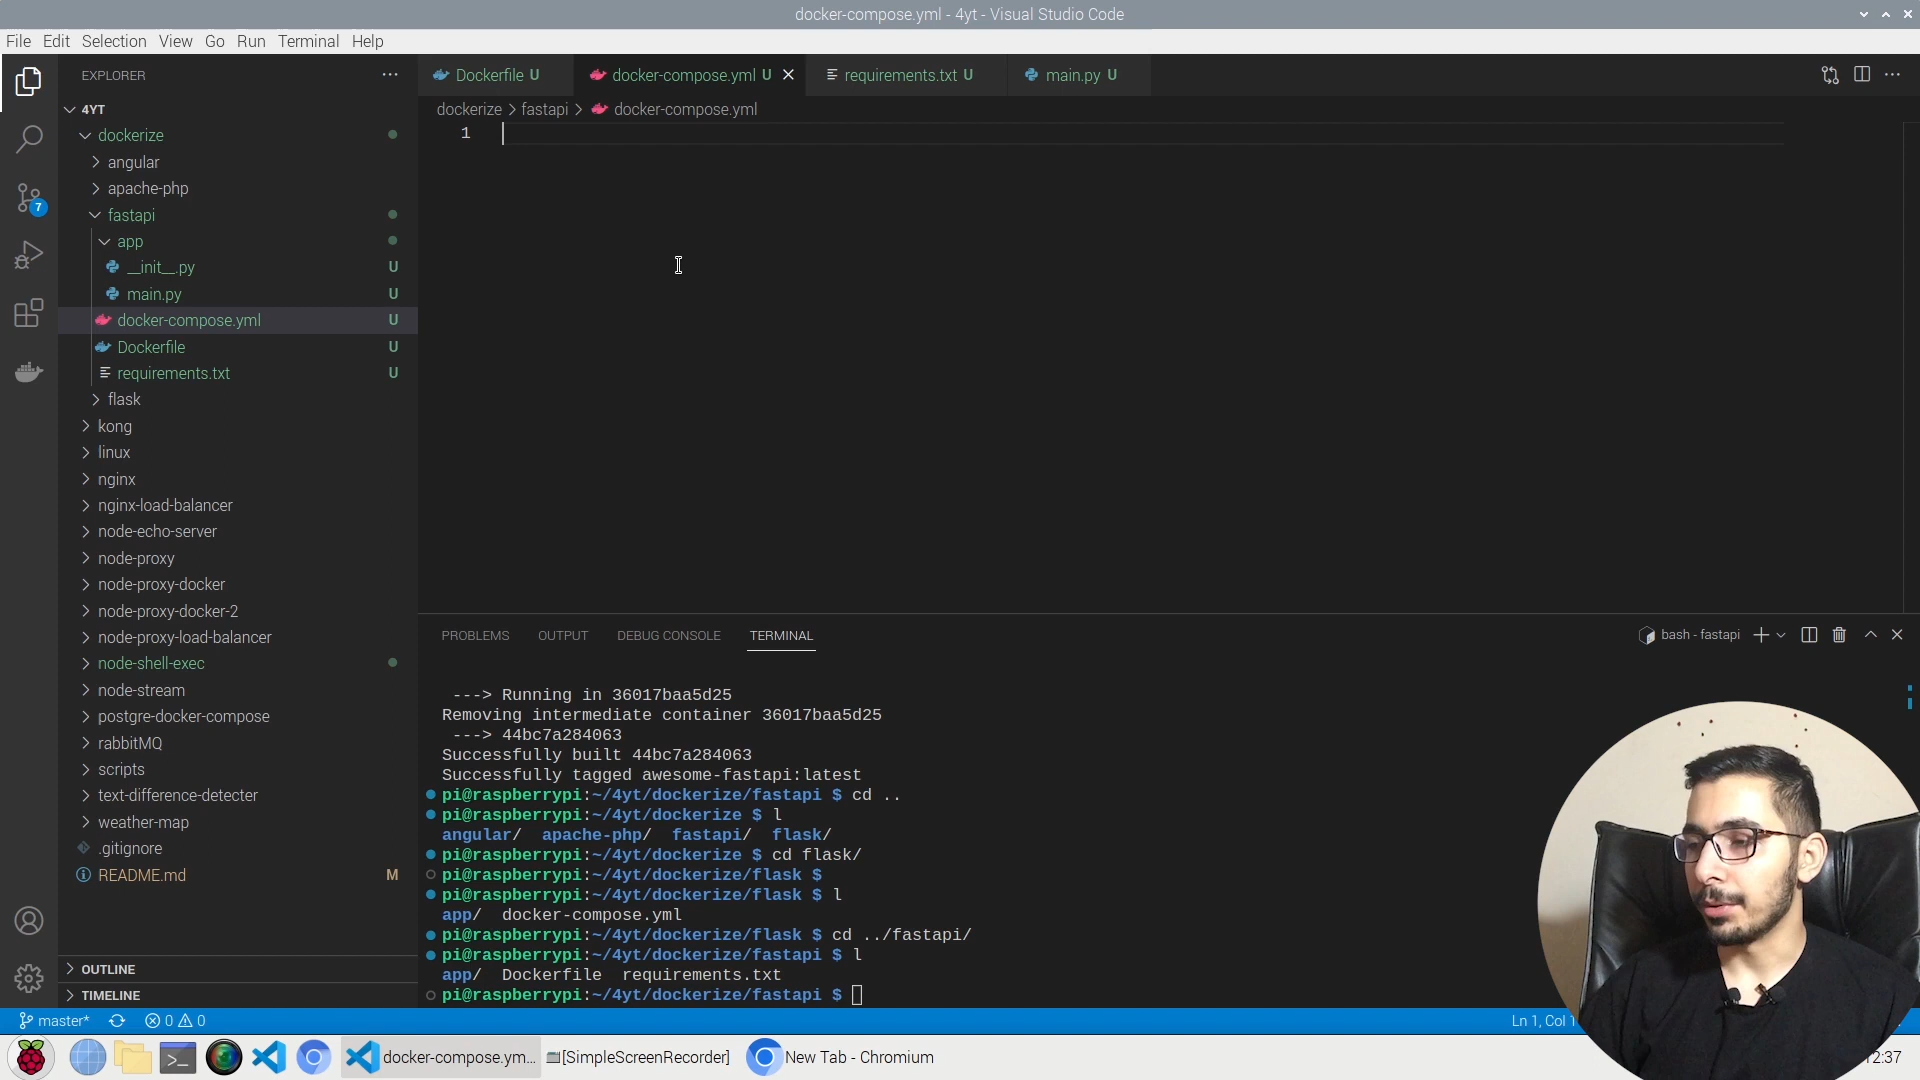 docker-compose.yml - 4yt - Visual Studio Code
File Edit Selection View Go Run Terminal Help
EXPLORER
4YT
dockerize
angular
apache-php
fastapi
app
__init__.py U
main.py U
docker-compose.yml U
Dockerfile U
requirements.txt U
flask
kong
linux
nginx
nginx-load-balancer
node-echo-server
node-proxy
node-proxy-docker
node-proxy-docker-2
node-proxy-load-balancer
node-shell-exec
node-stream
postgre-docker-compose
rabbitMQ
scripts
text-difference-detecter
weather-map
.gitignore
README.md M
OUTLINE
TIMELINE
7
Dockerfile U docker-compose.yml U requirements.txt U main.py U
dockerize > fastapi > docker-compose.yml
1
PROBLEMS OUTPUT DEBUG CONSOLE TERMINAL
bash - fastapi
---> Running in 36017baa5d25
Removing intermediate container 36017baa5d25
---> 44bc7a284063
Successfully built 44bc7a284063
Successfully tagged awesome-fastapi:latest
pi@raspberrypi:~/4yt/dockerize/fastapi $ cd ..
pi@raspberrypi:~/4yt/dockerize $ l
angular/ apache-php/ fastapi/ flask/
pi@raspberrypi:~/4yt/dockerize $ cd flask/
pi@raspberrypi:~/4yt/dockerize/flask $
pi@raspberrypi:~/4yt/dockerize/flask $ l
app/ docker-compose.yml
pi@raspberrypi:~/4yt/dockerize/flask $ cd ../fastapi/
pi@raspberrypi:~/4yt/dockerize/fastapi $ l
app/ Dockerfile requirements.txt
pi@raspberrypi:~/4yt/dockerize/fastapi $
master* 0 0
Ln 1, Col 1
docker-compose.ym... [SimpleScreenRecorder] New Tab - Chromium
2:37